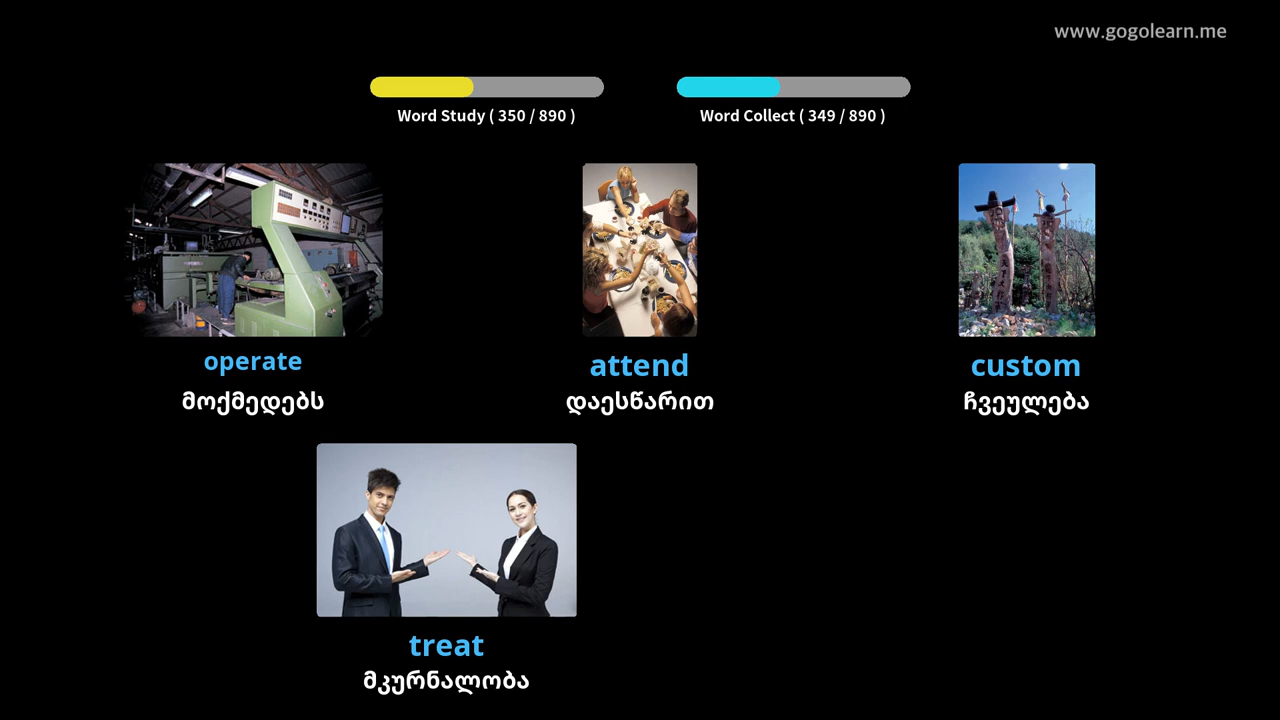 www.gogolearn.me
Word Study ( 350 / 890 )
Word Collect ( 349 / 890 )
operate
მოქმედებს
attend
დაესწარით
custom
ჩვეულება
treat
მკურნალობა